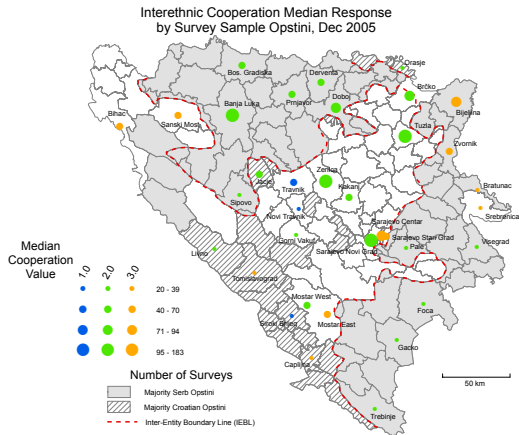 Interethnic Cooperation Median Response
by Survey Sample Opstini, Dec 2005
Orasje
Bos. Gradiska
Derventa
Brčko
Prnjavor
Doboj
Banja Luka
Bijeljina
Bihac
Sanski Most
Tuzla
Zvornik
Jajce
Zenica
Travnik
Kakanj
Bratunac
Sipovo
Novi Travnik
Srebrenica
Sarajevo Centar
Gornji Vakuf
Sarajevo Stari Grad
Sarajevo Novi Grad
Pale
Visegrad
Livno
Tomislavgrad
Mostar West
Foca
Siroki Brijeg
Mostar East
Gacko
Capljina
Trebinje
Median
Cooperation
Value
1.0
2.0
3.0
20 - 39
40 - 70
71 - 94
95 - 183
Number of Surveys
Majority Serb Opstini
Majority Croatian Opstini
Inter-Entity Boundary Line (IEBL)
50 km